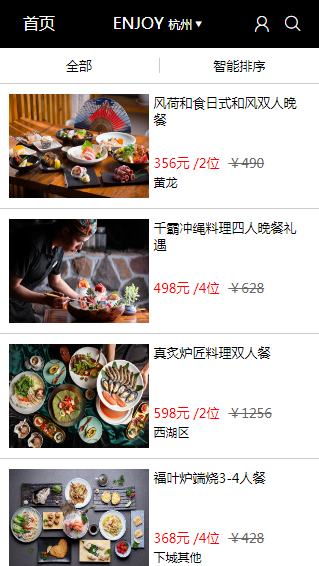 首页 ENJOY 杭州 ▾
全部 智能排序
风荷和食日式和风双人晚
餐
356元 /2位 ￥490
黄龙
千霸冲绳料理四人晚餐礼
遇
498元 /4位 ￥628
真炙炉匠料理双人餐
598元 /2位 ￥1256
西湖区
福叶炉端烧3-4人餐
368元 /4位 ￥428
下城其他